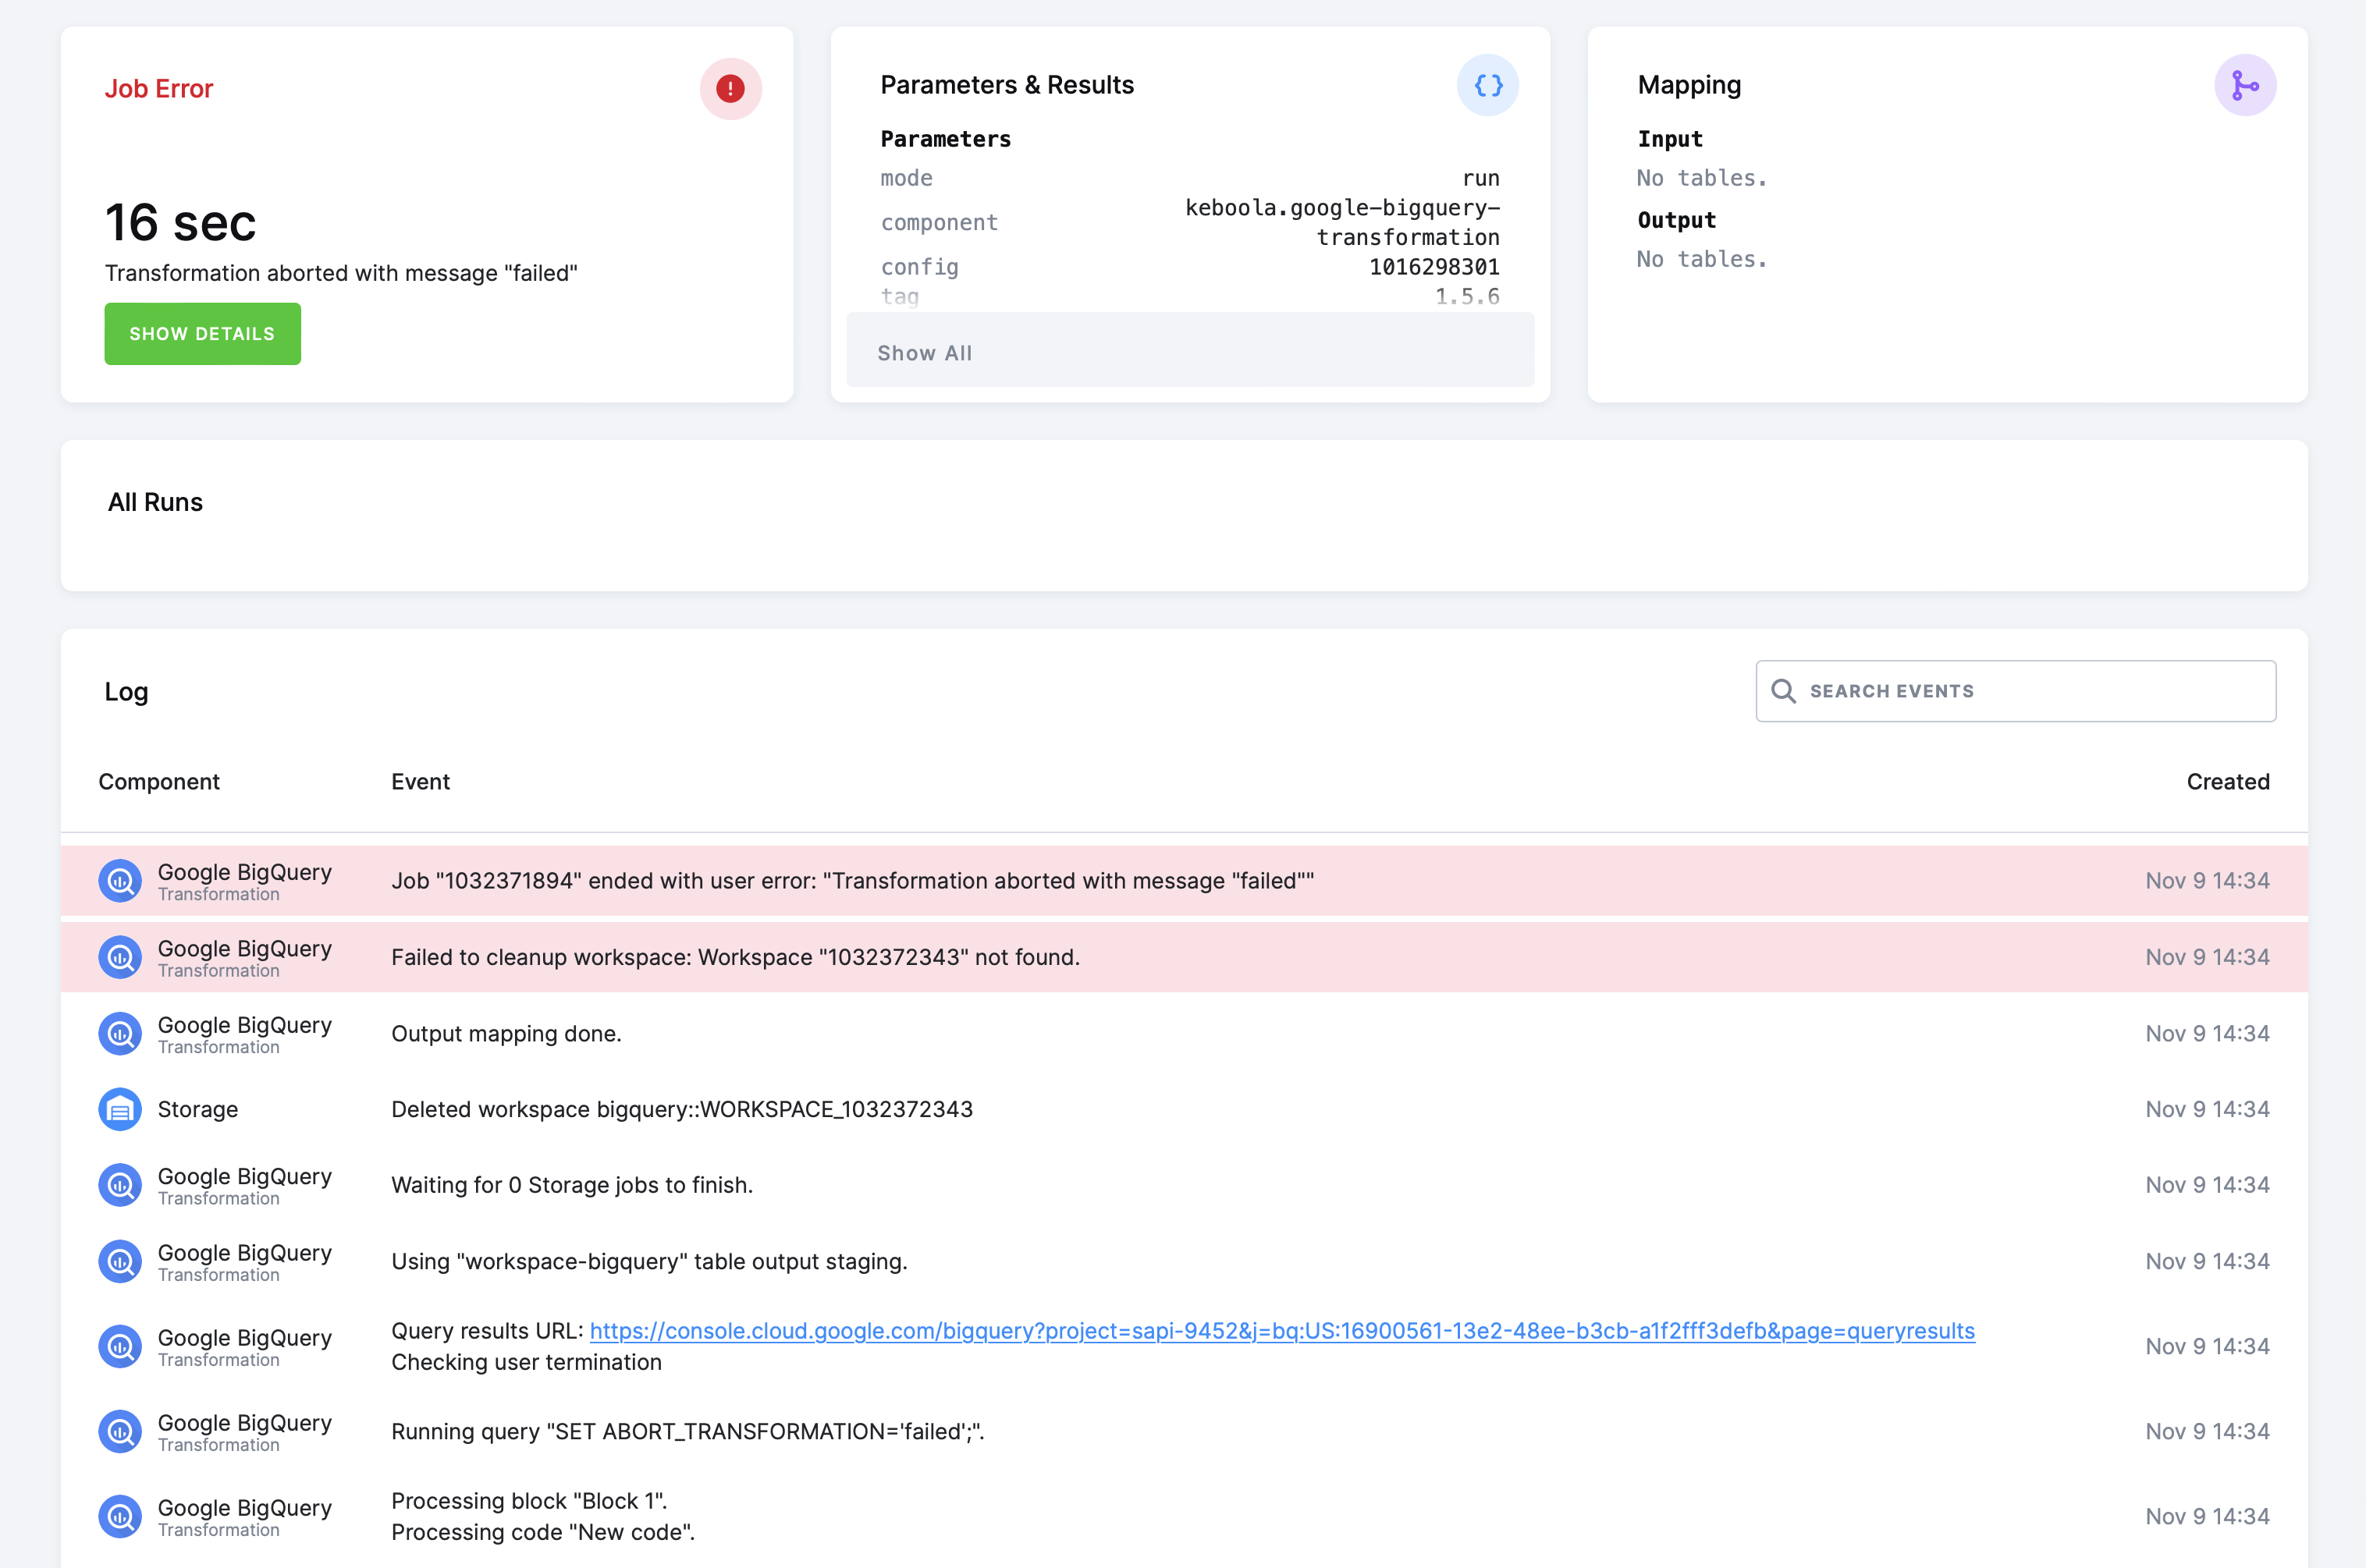 Job Error
16 sec
Transformation aborted with message "failed"
SHOW DETAILS
Parameters & Results
Parameters
mode run
component keboola.google-bigquery-
transformation
config 1016298301
tag 1.5.6
Show All
Mapping
Input
No tables.
Output
No tables.
All Runs
Log
SEARCH EVENTS
Component Event Created
Google BigQuery
Transformation
Job "1032371894" ended with user error: "Transformation aborted with message "failed"" Nov 9 14:34
Google BigQuery
Transformation
Failed to cleanup workspace: Workspace "1032372343" not found. Nov 9 14:34
Google BigQuery
Transformation
Output mapping done. Nov 9 14:34
Storage Deleted workspace bigquery::WORKSPACE_1032372343 Nov 9 14:34
Google BigQuery
Transformation
Waiting for 0 Storage jobs to finish. Nov 9 14:34
Google BigQuery
Transformation
Using "workspace-bigquery" table output staging. Nov 9 14:34
Google BigQuery
Transformation
Query results URL: https://console.cloud.google.com/bigquery?project=sapi-9452&j=bq:US:16900561-13e2-48ee-b3cb-a1f2fff3defb&page=queryresults
Checking user termination
Nov 9 14:34
Google BigQuery
Transformation
Running query "SET ABORT_TRANSFORMATION='failed';". Nov 9 14:34
Google BigQuery
Transformation
Processing block "Block 1".
Processing code "New code".
Nov 9 14:34